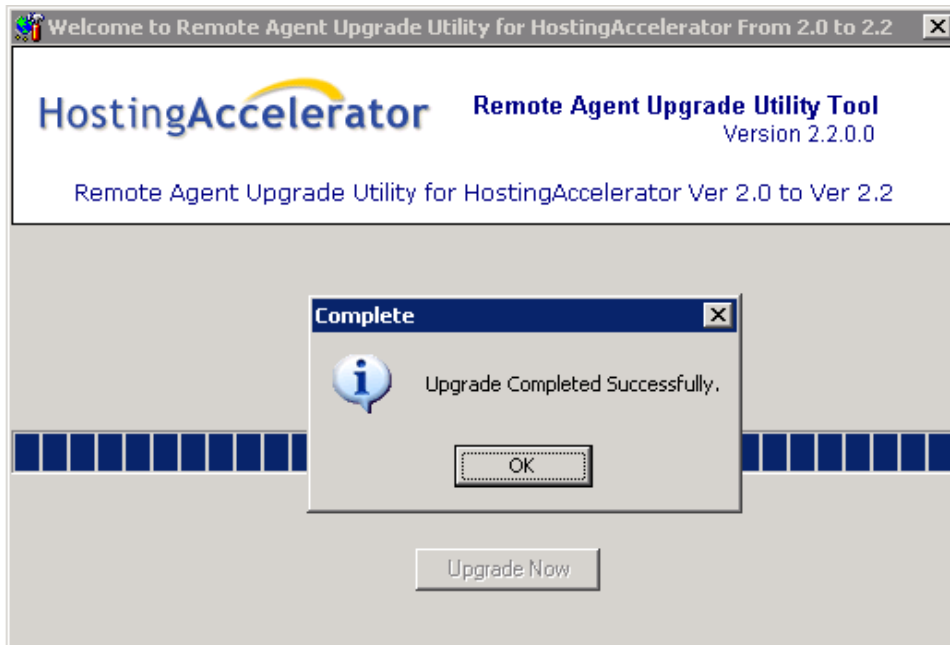 Welcome to Remote Agent Upgrade Utility for HostingAccelerator From 2.0 to 2.2
HostingAccelerator
Remote Agent Upgrade Utility Tool
Version 2.2.0.0
Remote Agent Upgrade Utility for HostingAccelerator Ver 2.0 to Ver 2.2
Complete
Upgrade Completed Successfully.
OK
Upgrade Now